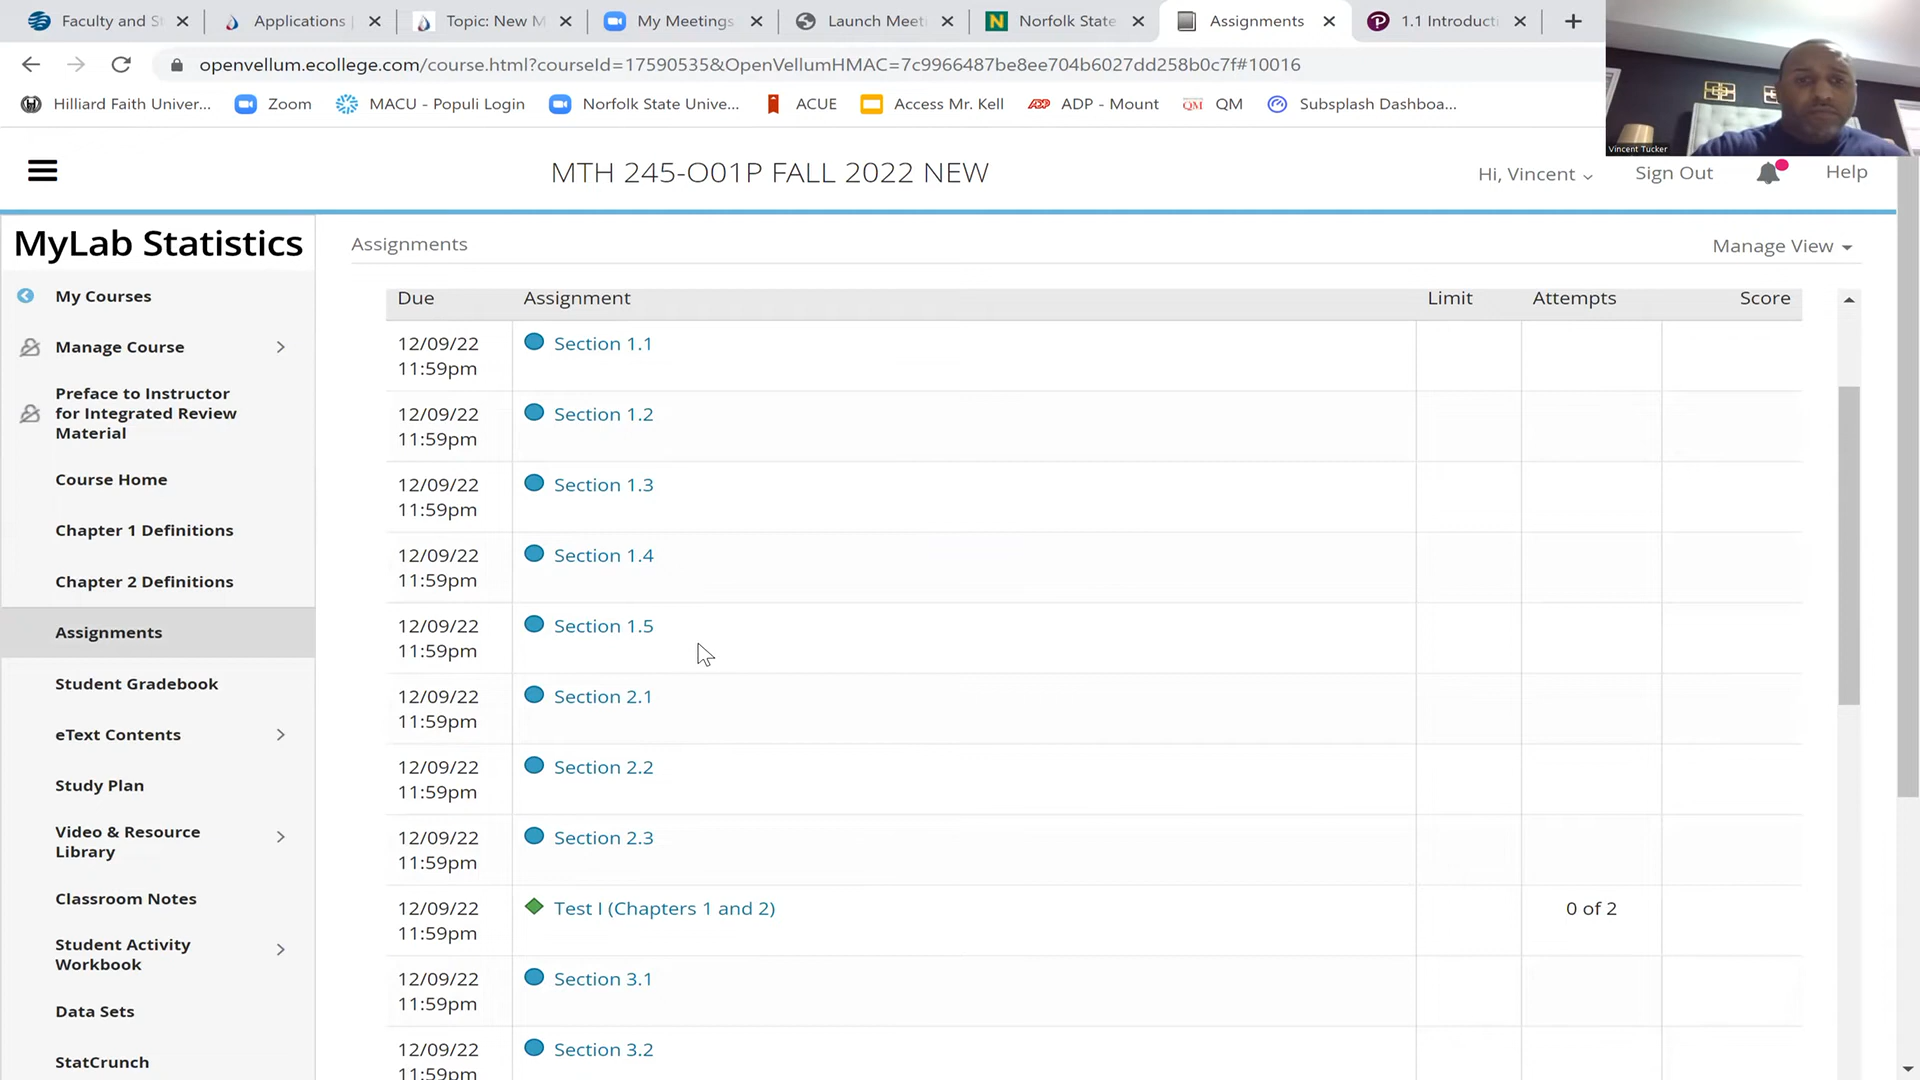 Faculty and St
Applications
Topic: New M
My Meetings
Launch Meeti
N
Norfolk State
Assignments
1.1 Introducti
openvellum.ecollege.com/course.html?courseId=17590535&OpenVellumHMAC=7c9966487be8ee704b6027dd258b0c7f#10016
Hilliard Faith Univer...
Zoom
MACU - Populi Login
Norfolk State Unive...
ACUE
Access Mr. Kell
ADP
ADP - Mount
QM
QM
Subsplash Dashboa...
Vincent Tucker
MTH 245-O01P FALL 2022 NEW
Hi, Vincent
Sign Out
Help
MyLab Statistics
My Courses
Manage Course
Preface to Instructor
for Integrated Review
Material
Course Home
Chapter 1 Definitions
Chapter 2 Definitions
Assignments
Student Gradebook
eText Contents
Study Plan
Video & Resource
Library
Classroom Notes
Student Activity
Workbook
Data Sets
StatCrunch
Assignments
Manage View
Due Assignment Limit Attempts Score
12/09/22 Section 1.1
11:59pm
12/09/22 Section 1.2
11:59pm
12/09/22 Section 1.3
11:59pm
12/09/22 Section 1.4
11:59pm
12/09/22 Section 1.5
11:59pm
12/09/22 Section 2.1
11:59pm
12/09/22 Section 2.2
11:59pm
12/09/22 Section 2.3
11:59pm
12/09/22 Test I (Chapters 1 and 2) 0 of 2
11:59pm
12/09/22 Section 3.1
11:59pm
12/09/22 Section 3.2
11:59pm